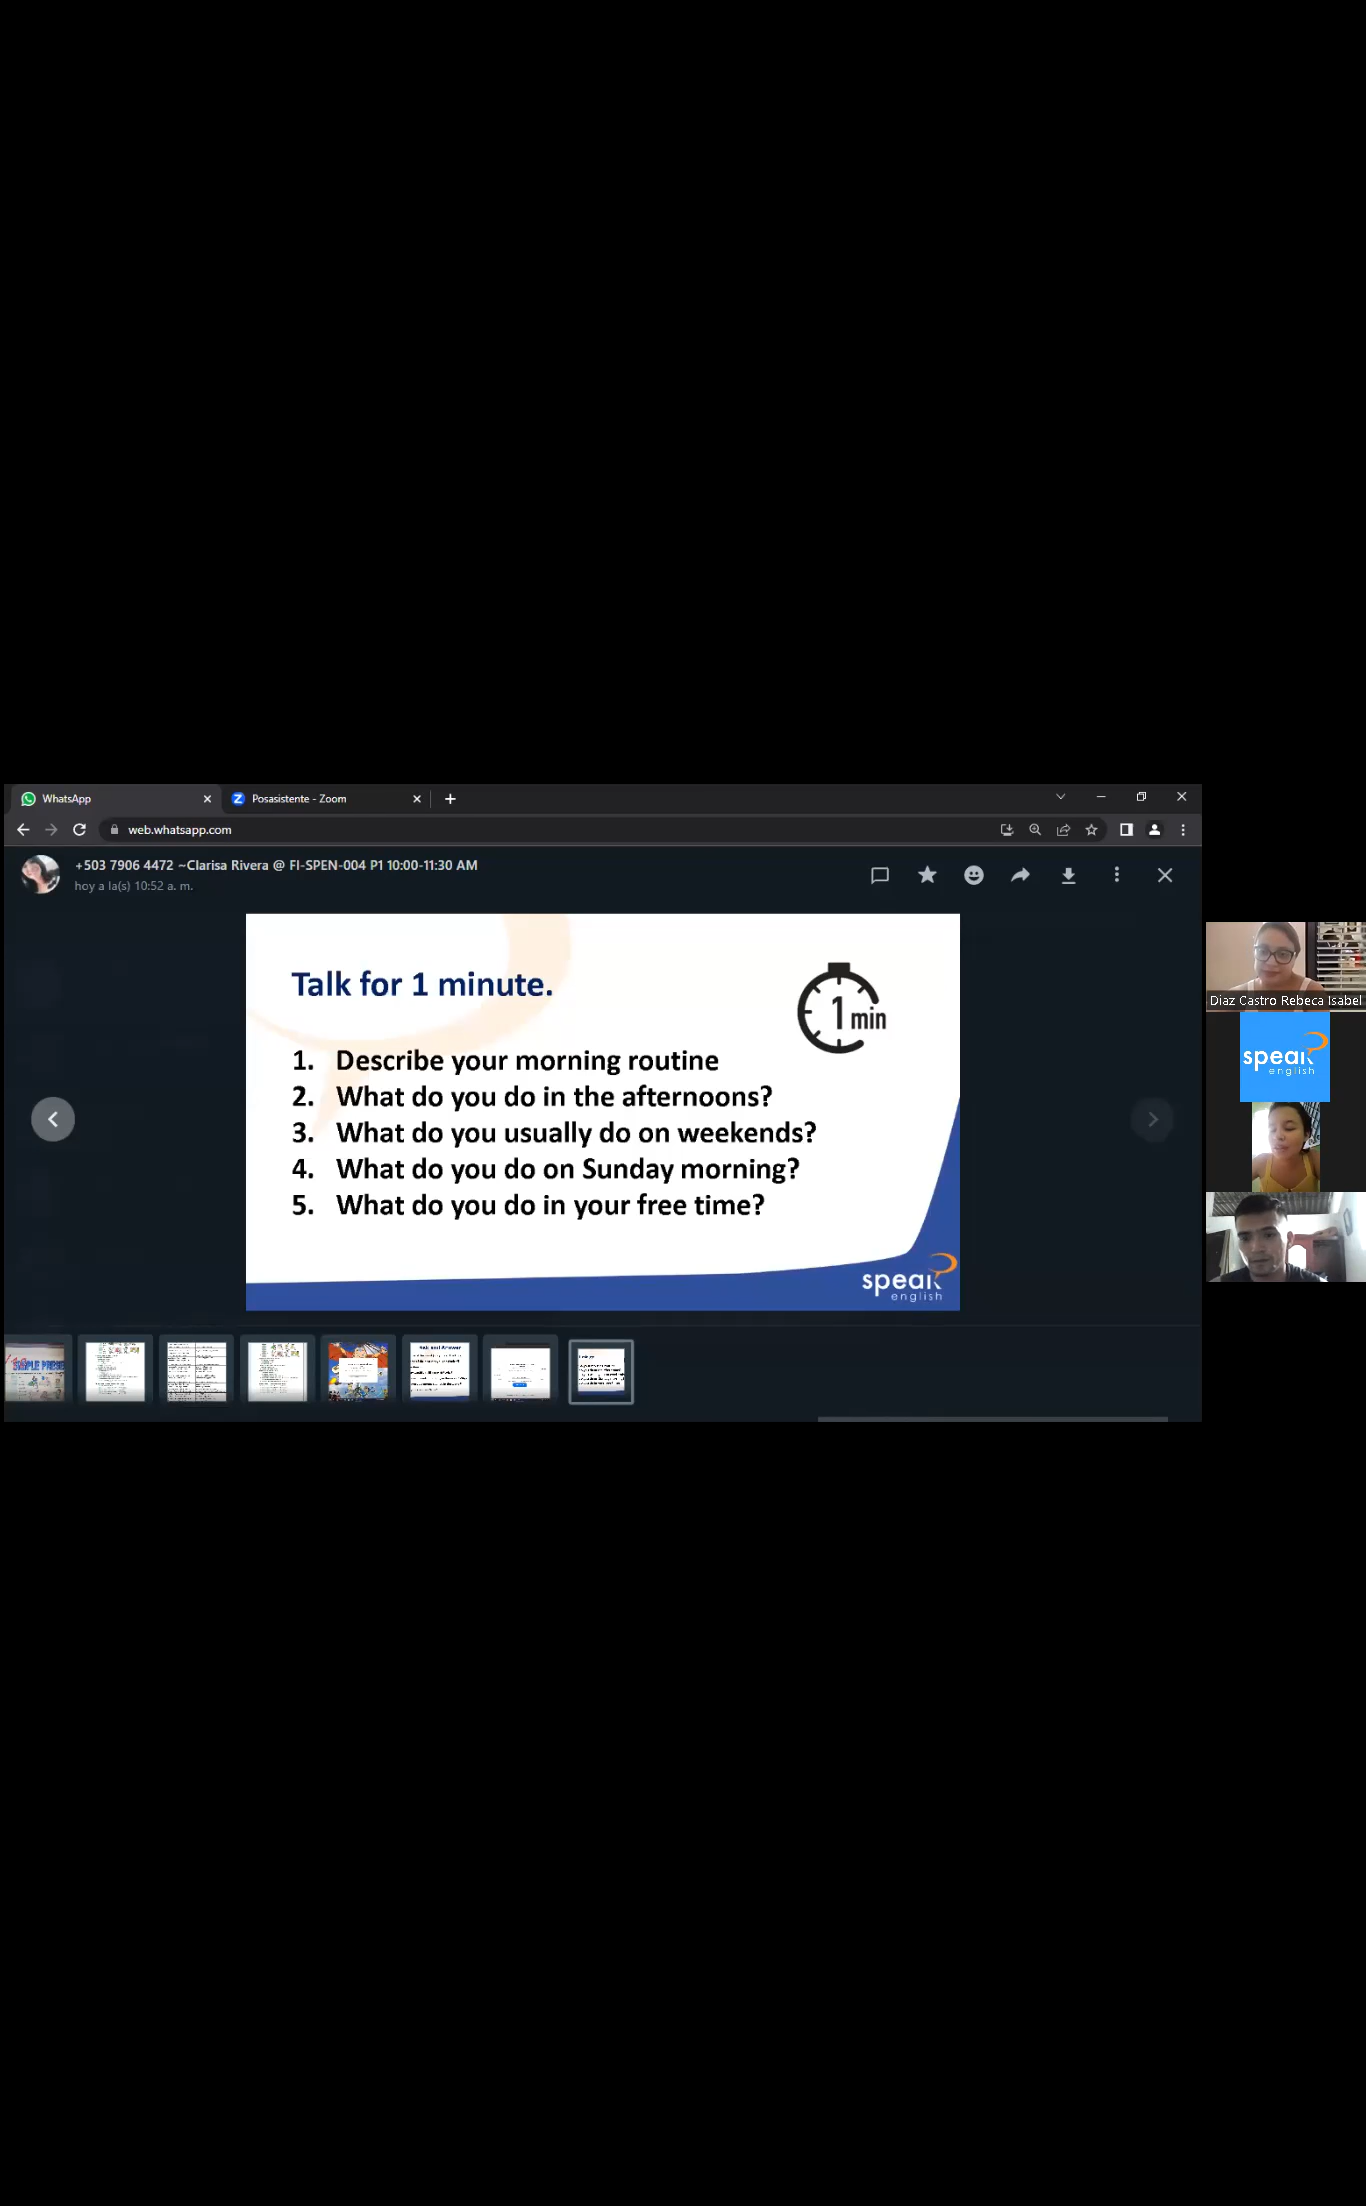 WhatsApp
Posasistente - Zoom
web.whatsapp.com
+503 7906 4472 ~Clarisa Rivera @ FI-SPEN-004 P1 10:00-11:30 AM
hoy a la(s) 10:52 a. m.
Talk for 1 minute.
1 min
1. Describe your morning routine
2. What do you do in the afternoons?
3. What do you usually do on weekends?
4. What do you do on Sunday morning?
5. What do you do in your free time?
speak
english
Diaz Castro Rebeca Isabel
speak
english
Ask and Answer